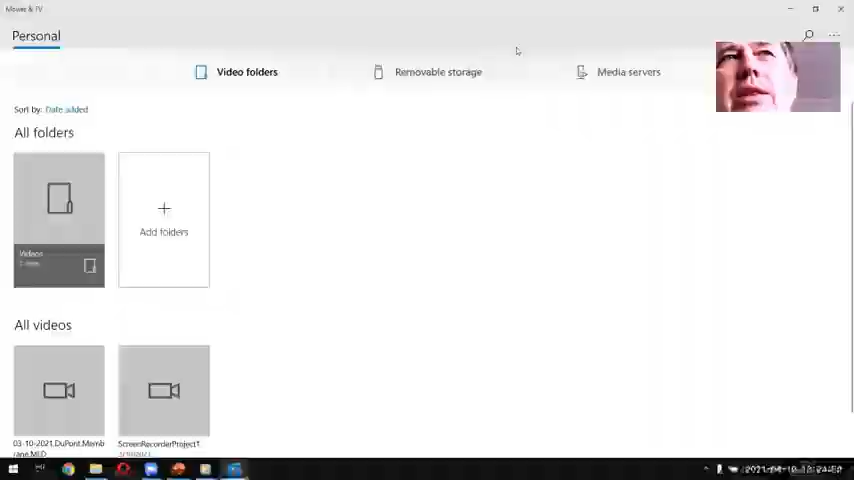 Movies & TV
Personal
Video folders
Removable storage
Media servers
Sort by: Date added
All folders
Videos
Add folders
All videos
03-10-2021.DuPont.Memb
rane.MLD
ScreenRecorderProject1